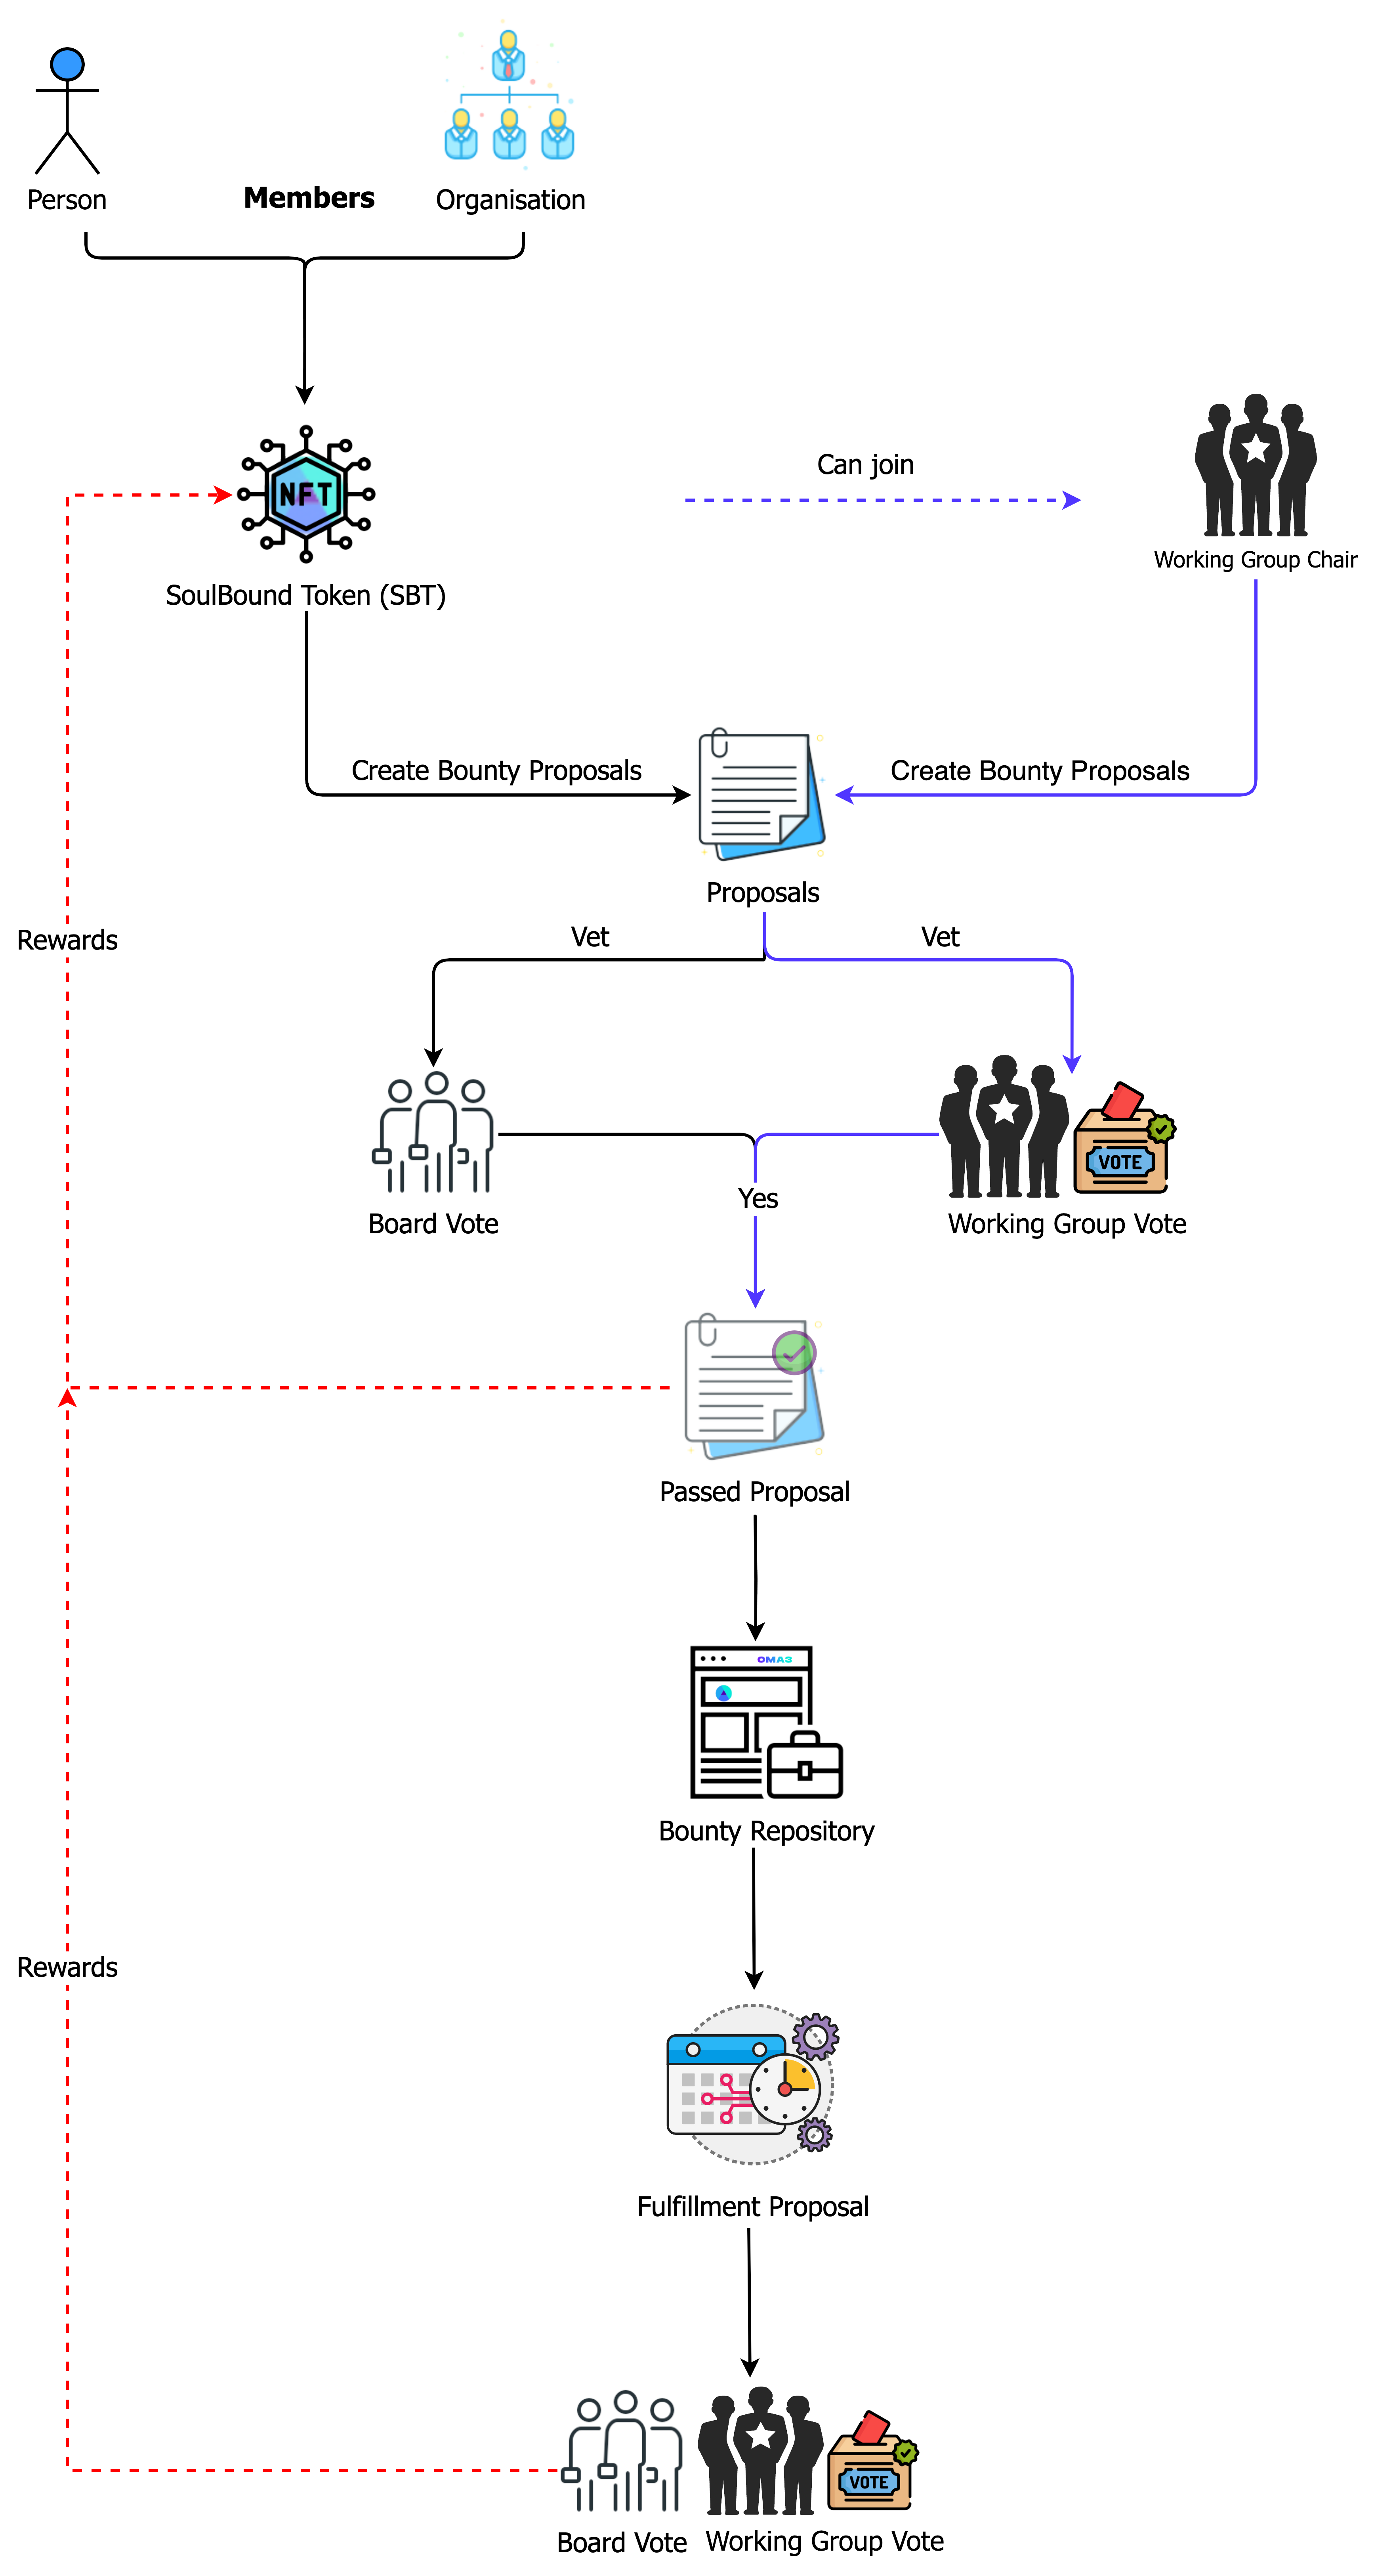 Person
Members
Organisation
NFT
Can join
Working Group Chair
SoulBound Token (SBT)
Create Bounty Proposals
Create Bounty Proposals
Proposals
Vet
Vet
Rewards
VOTE
Yes
Board Vote
Working Group Vote
Passed Proposal
OMA3
Bounty Repository
Rewards
Fulfillment Proposal
VOTE
Board Vote
Working Group Vote